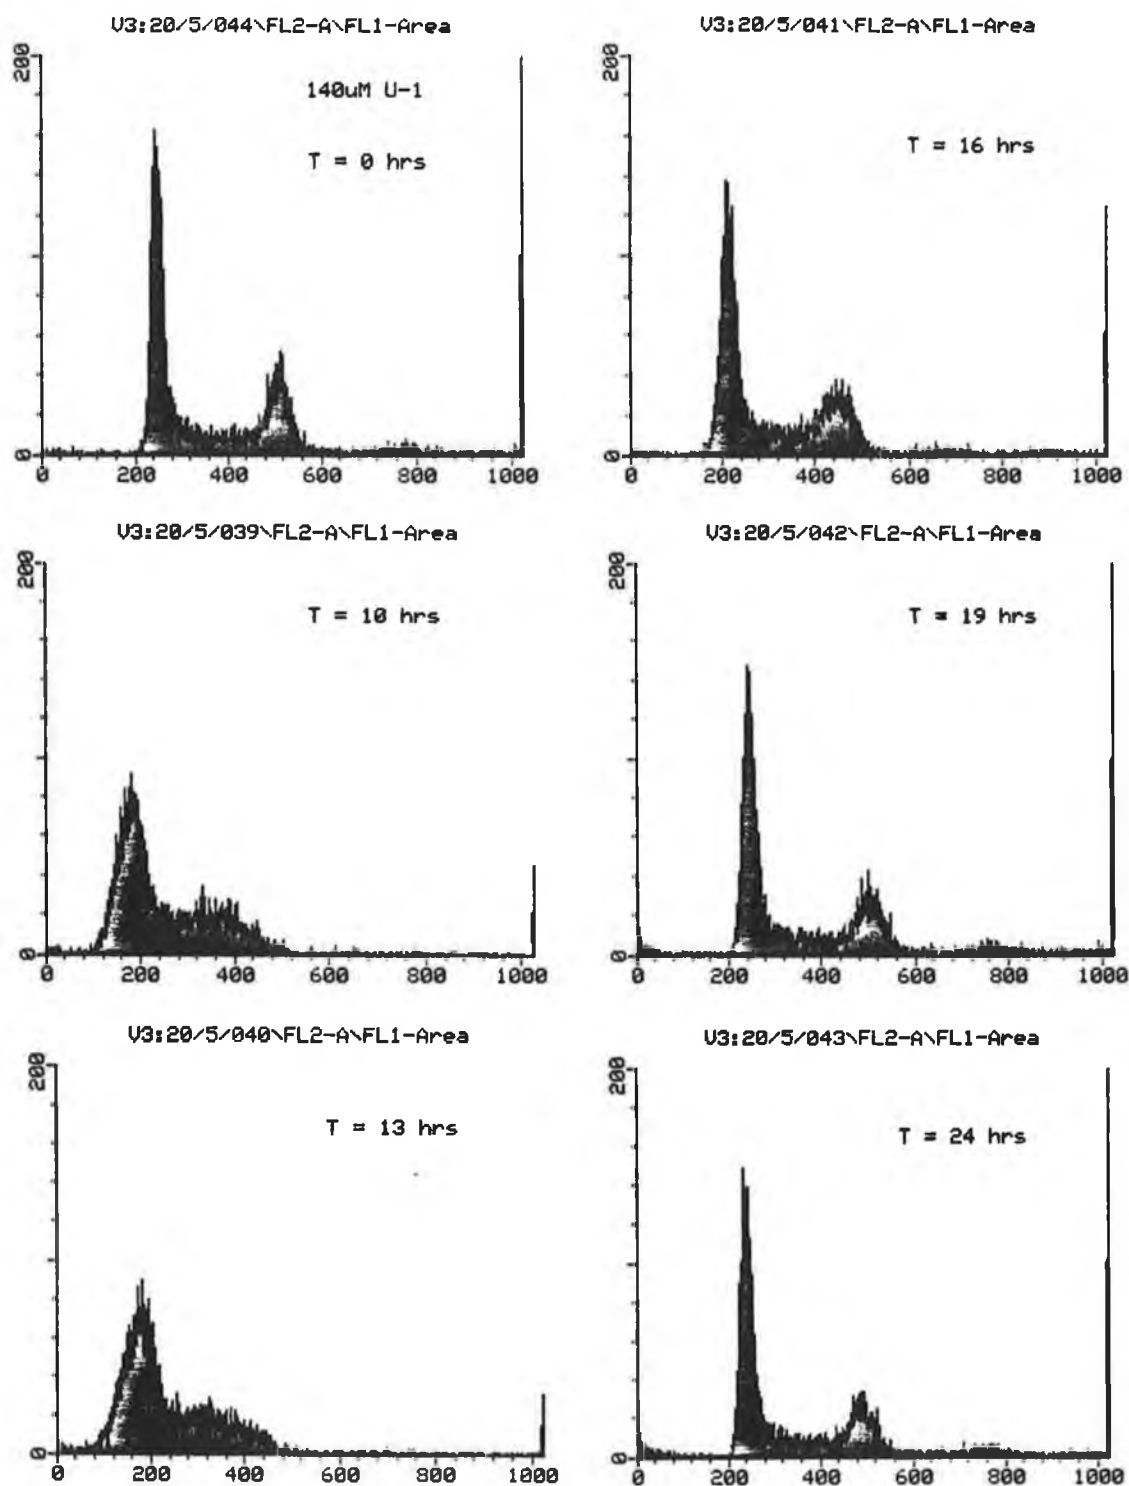 V3:20/5/044\FL2-A\FL1-Area
200
140uM U-1
T = 0 hrs
0
0 200 400 600 800 1000
V3:20/5/041\FL2-A\FL1-Area
200
T = 16 hrs
0
0 200 400 600 800 1000
V3:20/5/039\FL2-A\FL1-Area
200
T = 10 hrs
0
0 200 400 600 800 1000
V3:20/5/042\FL2-A\FL1-Area
200
T = 19 hrs
0
0 200 400 600 800 1000
V3:20/5/040\FL2-A\FL1-Area
200
T = 13 hrs
0
0 200 400 600 800 1000
V3:20/5/043\FL2-A\FL1-Area
200
T = 24 hrs
0
0 200 400 600 800 1000